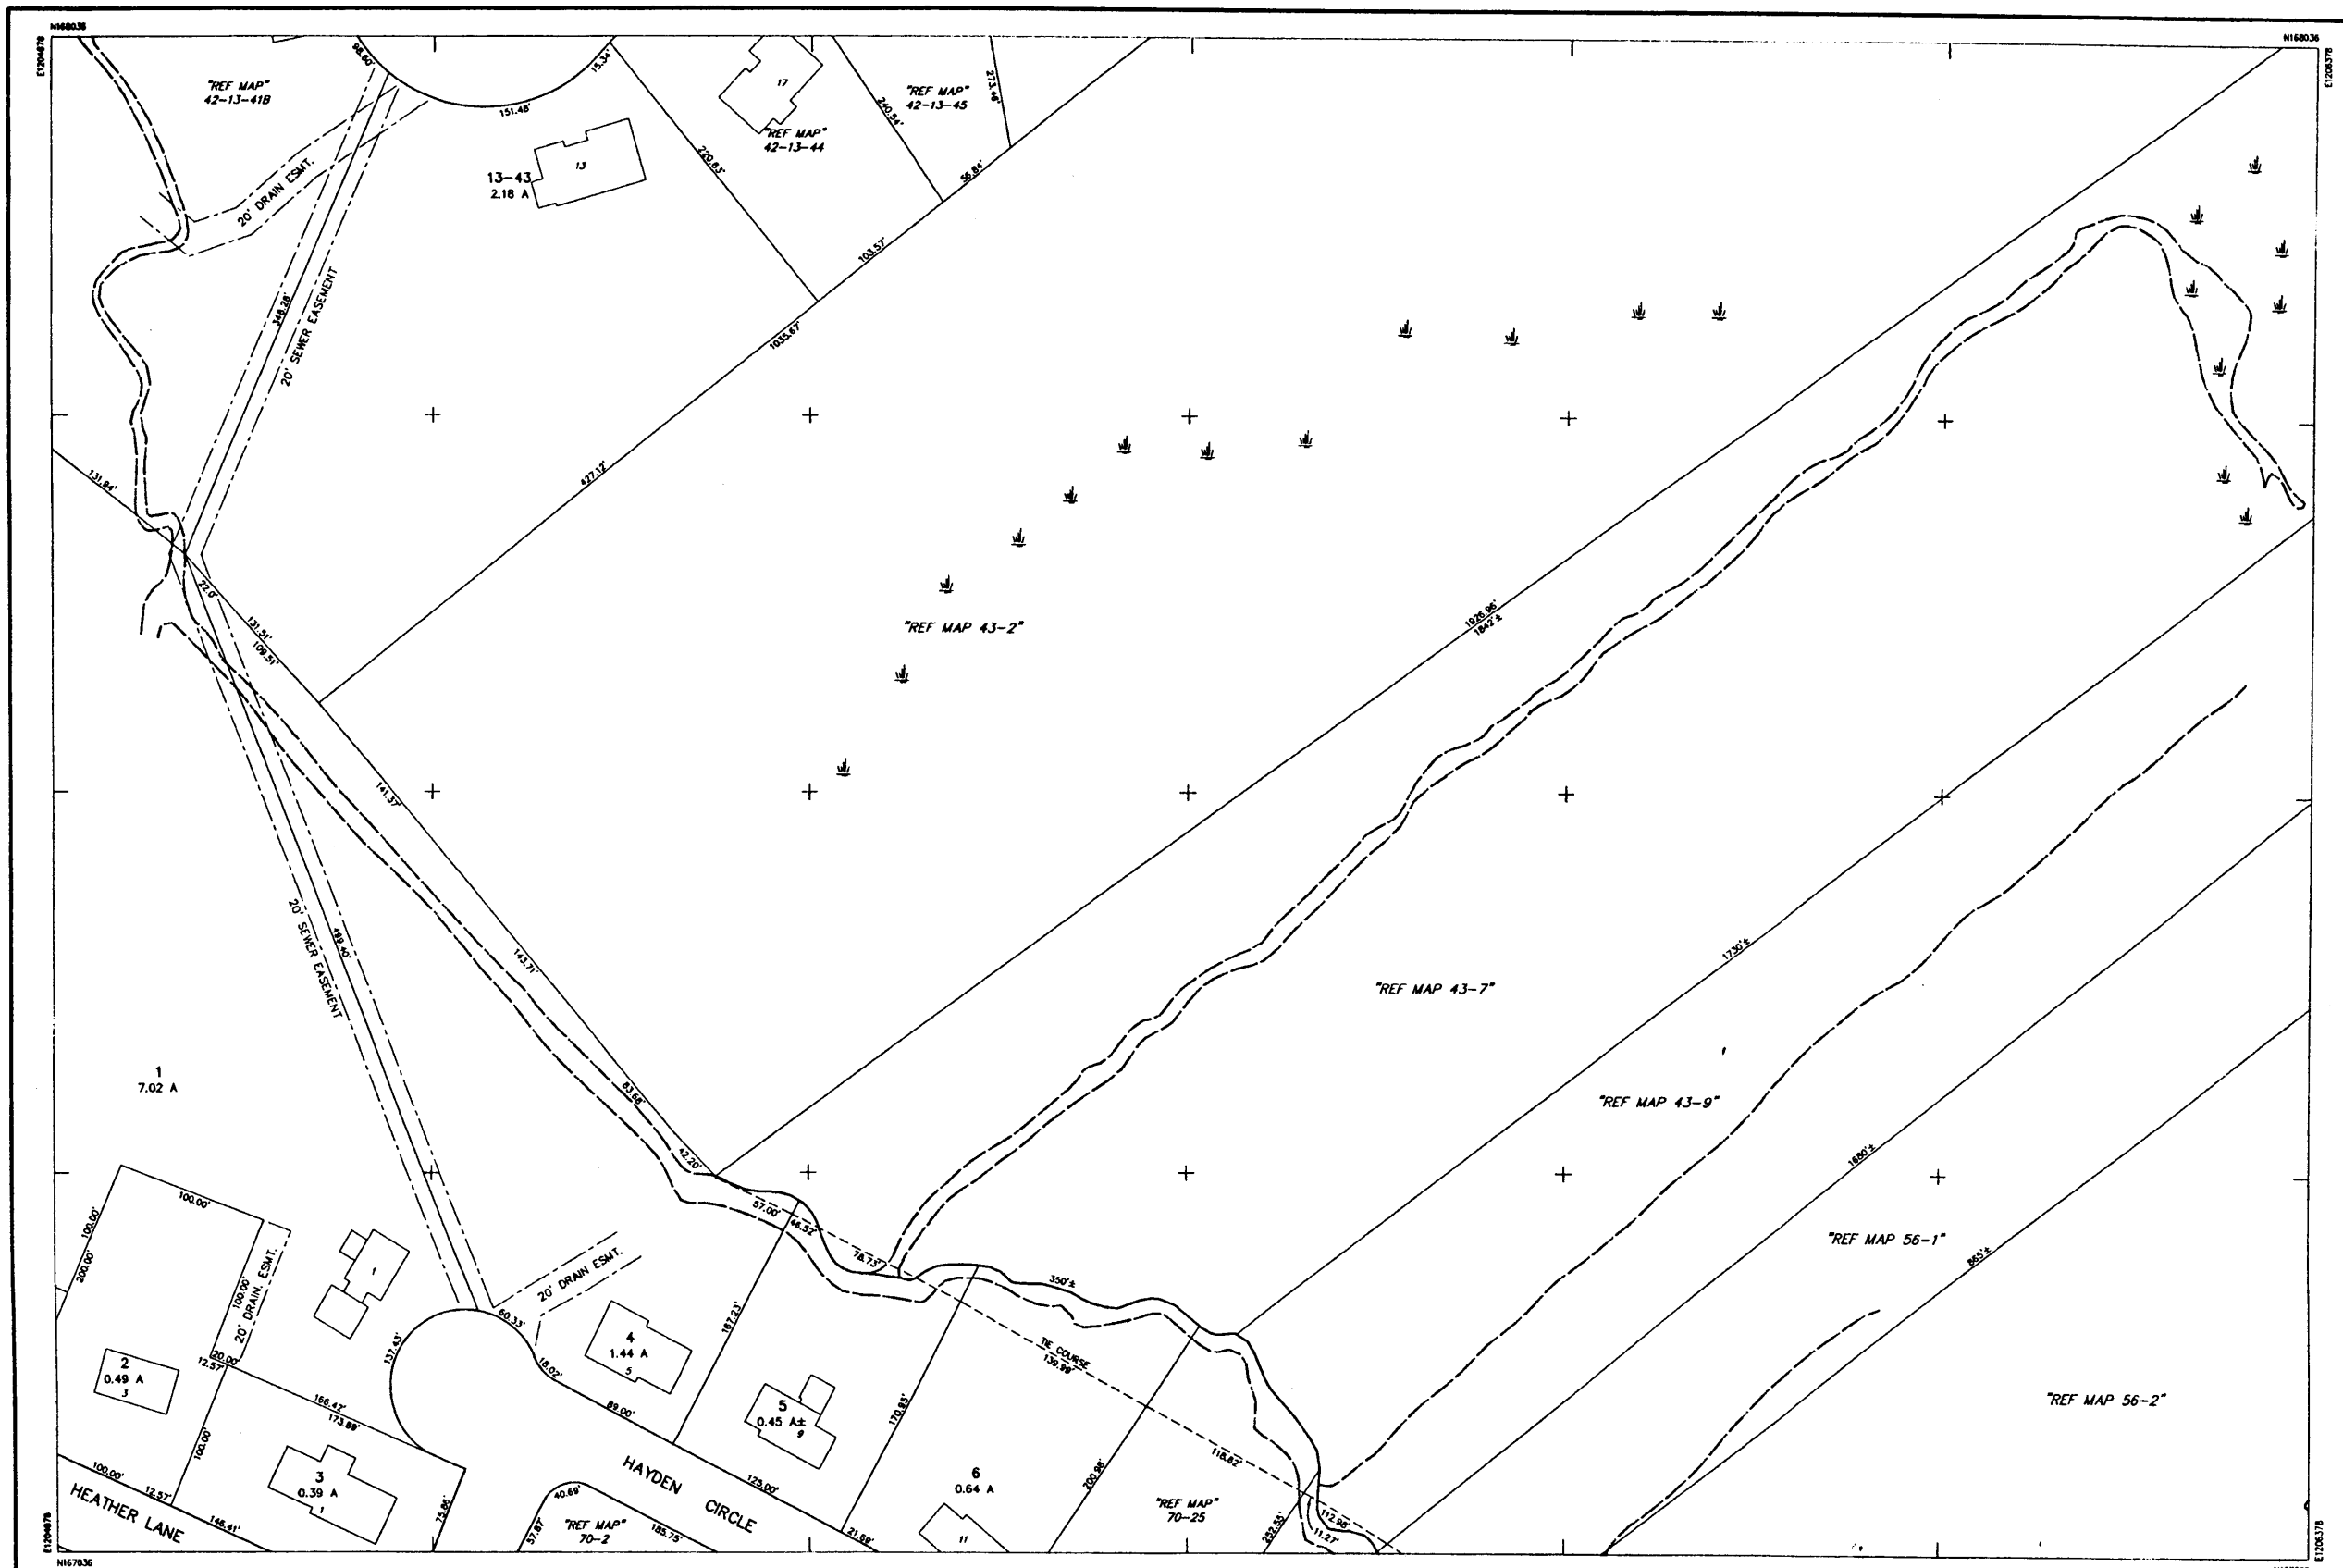 N168036
N168036
E1204878
E1206378
"REF MAP"
42-13-41B
98.60'
151.48'
15.34'
17
"REF MAP"
42-13-44
240.54'
"REF MAP"
42-13-45
273.46'
56.84'
13
13-43
2.18 A
220.63'
20' DRAIN ESMT.
103.57'
348.28'
20' SEWER EASEMENT
1035.67'
427.12'
131.94'
22.0'
131.51'
109.51'
"REF MAP 43-2"
1926.96'
1842'±
141.37'
20' SEWER EASEMENT
499.40'
143.71'
"REF MAP 43-7"
1730'±
1
7.02 A
83.68'
"REF MAP 43-9"
42.20'
1680'±
100.00'
100.00'
200.00'
57.00'
46.52'
"REF MAP 56-1"
78.73'
865'±
1
100.00'
20' DRAIN. ESMT.
20' DRAIN ESMT.
350'±
60.33'
137.43'
187.23'
4
1.44 A
5
TIE COURSE
139.99'
20.00'
12.57'
2
0.49 A
3
18.02'
166.42'
173.89'
89.00'
5
0.45 A±
9
170.95'
"REF MAP 56-2"
100.00'
118.62'
HAYDEN CIRCLE
125.00'
6
0.64 A
200.98'
3
0.39 A
1
100.00'
12.57'
HEATHER LANE
146.41'
75.86'
40.69'
57.87'
"REF MAP"
70-2
185.75'
21.69'
11
"REF MAP"
70-25
252.55'
112.98'
11.27'
E1204878
E1206378
N167036